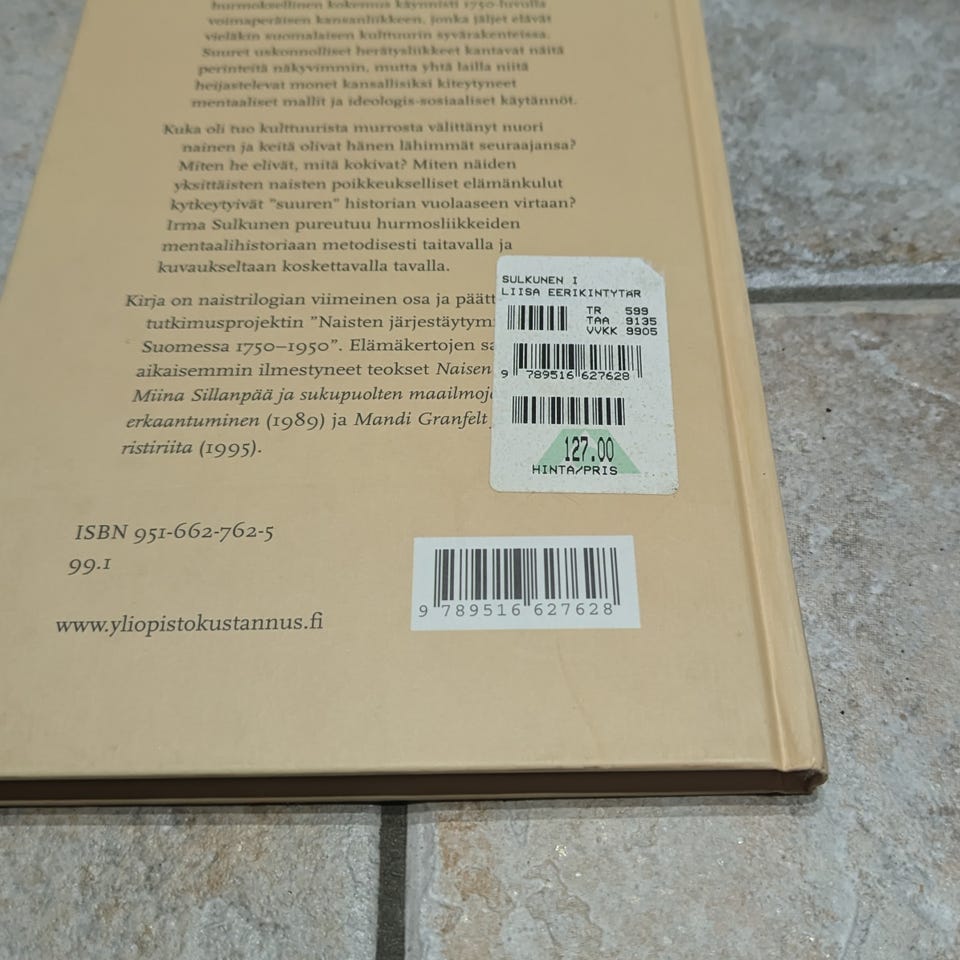 hurmoksellinen kokemus käynnisti 1750-luvulla
voimaperäisen kansanliikkeen, jonka jäljet elävät
vieläkin suomalaisen kulttuurin syvärakenteissa.
Suuret uskonnolliset herätysliikkeet kantavat näitä
perinteitä näkyvimmin, mutta yhtä lailla niitä
heijastelevat monet kansallisiksi kiteytyneet
mentaaliset mallit ja ideologis-sosiaaliset käytännöt.
Kuka oli tuo kulttuurista murrosta välittänyt nuori
nainen ja keitä olivat hänen lähimmät seuraajansa?
Miten he elivät, mitä kokivat? Miten näiden
yksittäisten naisten poikkeukselliset elämänkulut
kytkeytyivät "suuren" historian vuolaaseen virtaan?
Irma Sulkunen pureutuu hurmosliikkeiden
mentaalihistoriaan metodisesti taitavalla ja
kuvaukseltaan koskettavalla tavalla.
Kirja on naistrilogian viimeinen osa ja päätt
tutkimusprojektin "Naisten järjestäytymi
Suomessa 1750–1950". Elämäkertojen sa
aikaisemmin ilmestyneet teokset Naisen
Miina Sillanpää ja sukupuolten maailmoje
erkaantuminen (1989) ja Mandi Granfelt
ristiriita (1995).
SULKUNEN I
LIISA EERIKINTYTÄR
TR 599
TAA 9135
VVKK 9905
9 789516 627628
127.00
HINTA/PRIS
ISBN 951-662-762-5
99.1
www.yliopistokustannus.fi
9 789516 627628